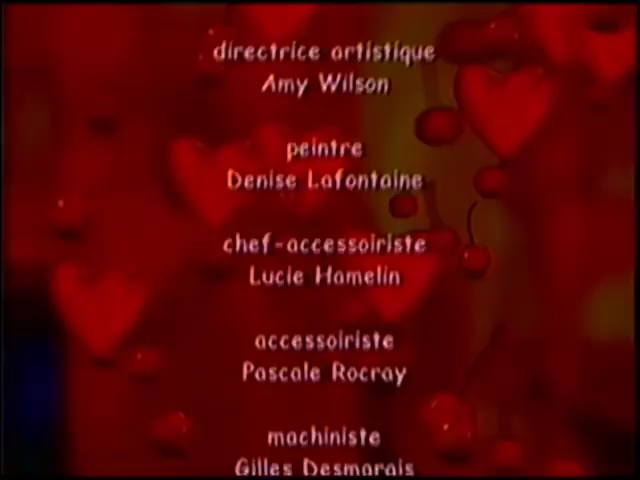 directrice artistique
Amy Wilson
peintre
Denise Lafontaine
chef-accessoiriste
Lucie Hamelin
accessoiriste
Pascale Rocray
machiniste
Gilles Desmarais